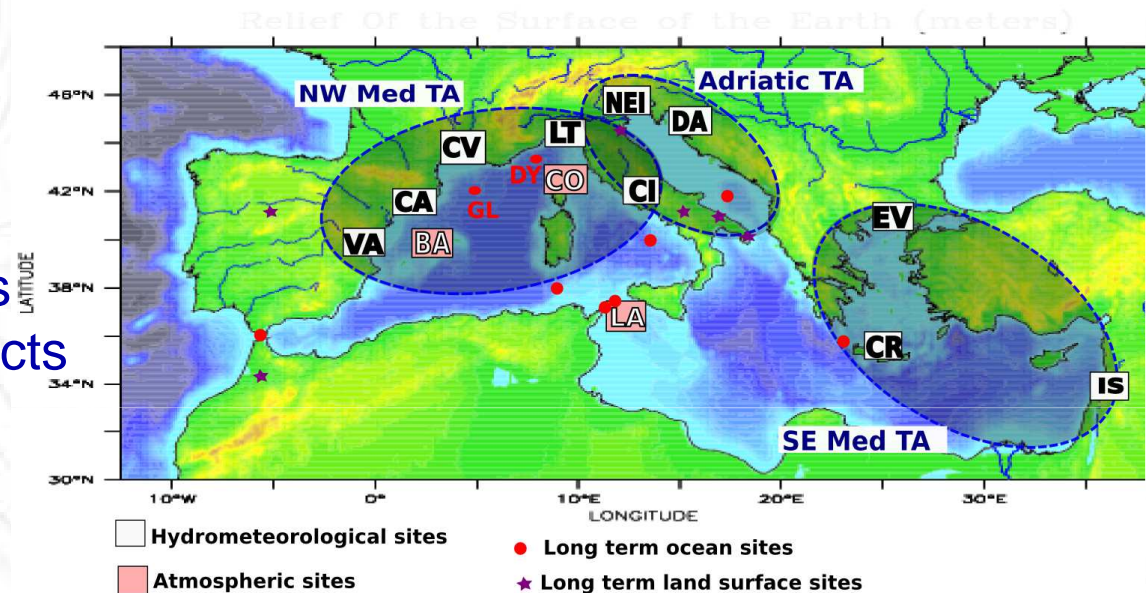 Relief Of the Surface of the Earth (meters)
NW Med TA
Adriatic TA
NEI
DA
LT
CV
DY
CO
CI
CA
GL
VA
BA
EV
LA
CR
IS
SE Med TA
48°N
42°N
38°N
34°N
30°N
LATITUDE
s
cts
10°W
0°
10°E
20°E
30°E
LONGITUDE
Hydrometeorological sites
Long term ocean sites
Atmospheric sites
Long term land surface sites